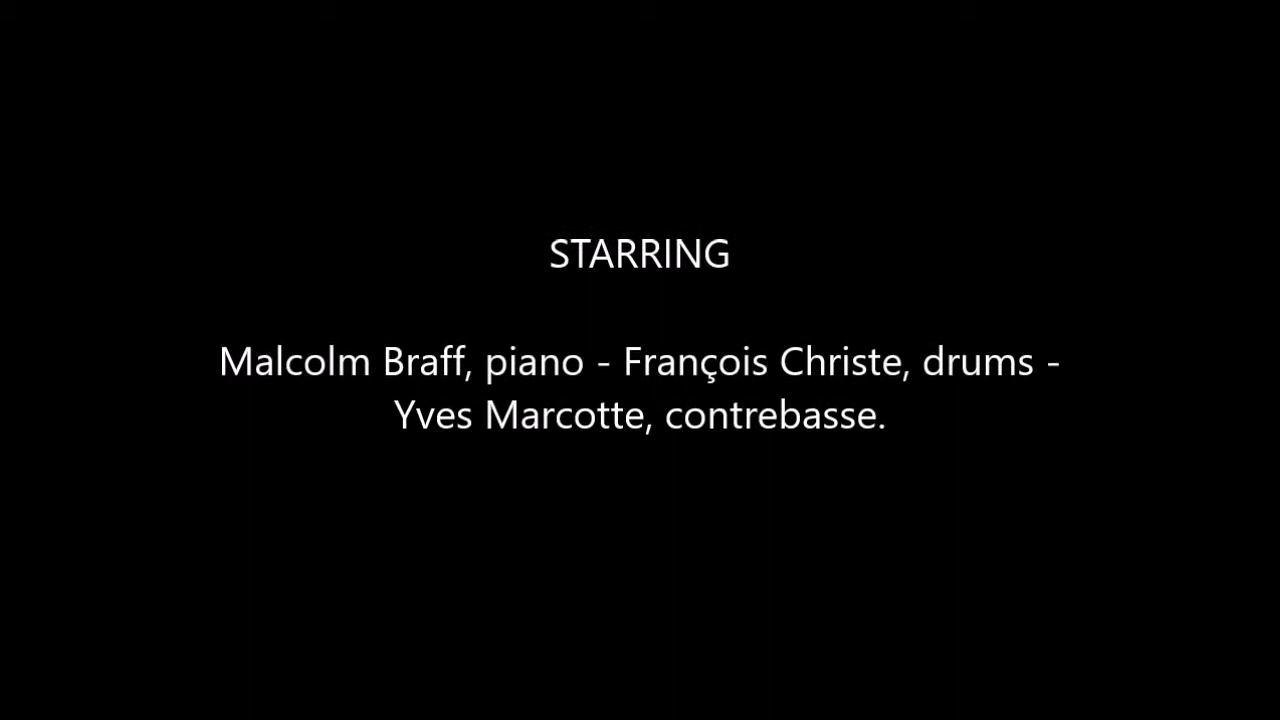 STARRING
Malcolm Braff, piano - François Christe, drums -
Yves Marcotte, contrebasse.